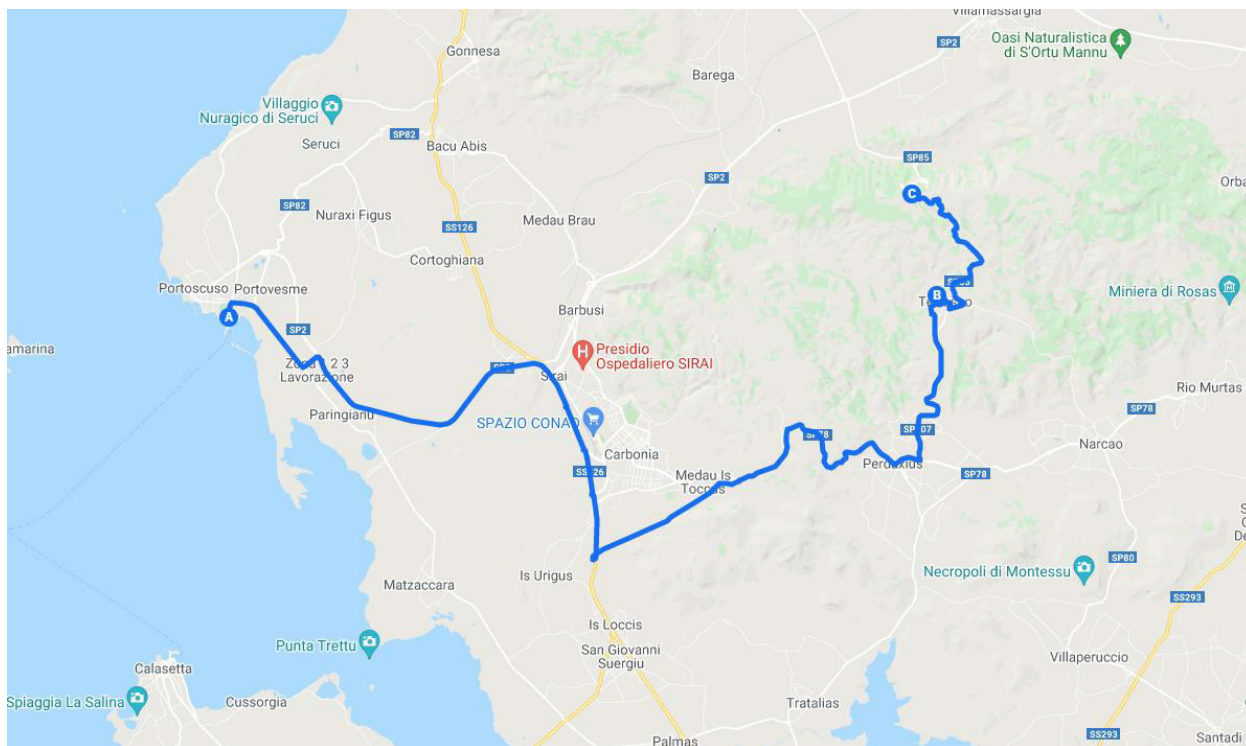 Villamassargia
Oasi Naturalistica
di S'Ortu Mannu
SP2
Gonnesa
Barega
Villaggio
Nuragico di Seruci
SP82
Seruci
Bacu Abis
SP85
SP2
Orba
C
SP82
Nuraxi Figus
Medau Brau
SS126
Cortoghiana
Portoscuso
Portovesme
B
Miniera di Rosas
A
Barbusi
SP2
amarina
H
Presidio
Ospedaliero SIRAI
Lavorazione
Sirai
Rio Murtas
Paringianu
SPAZIO CONAD
SP78
Carbonia
Narcao
Perdaxius
SP78
Medau Is
Toccus
SP80
Is Urigus
Matzaccara
Necropoli di Montessu
SS293
Is Loccis
Punta Trettu
San Giovanni
Suergiu
Villaperuccio
Calasetta
Spiaggia La Salina
Cussorgia
Tratalias
SS293
Santadi
Palmas